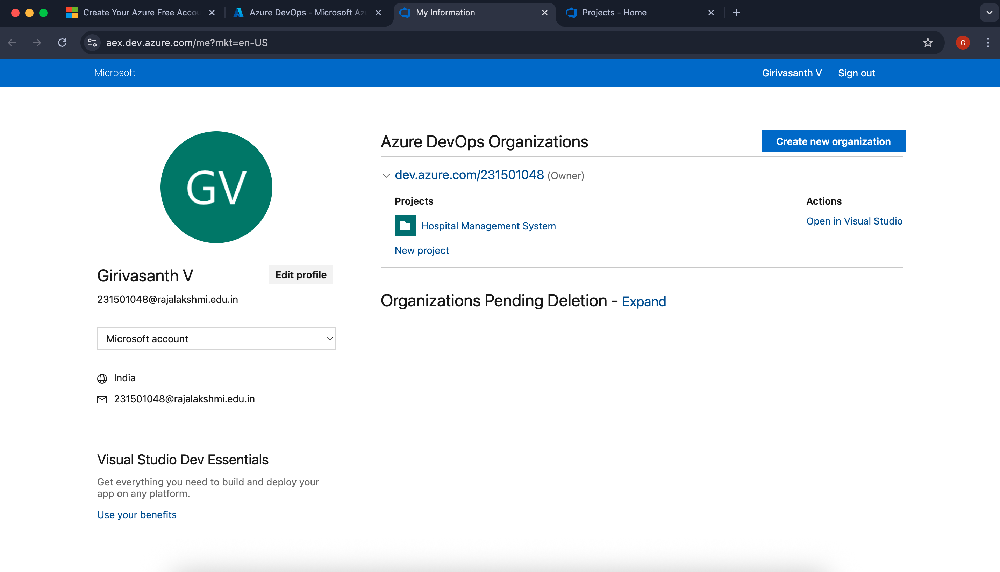 Create Your Azure Free Accou
Azure DevOps - Microsoft Az
My Information
Projects - Home
aex.dev.azure.com/me?mkt=en-US
G
Microsoft
Girivasanth V
Sign out
GV
Girivasanth V
Edit profile
231501048@rajalakshmi.edu.in
Microsoft account
India
231501048@rajalakshmi.edu.in
Visual Studio Dev Essentials
Get everything you need to build and deploy your
app on any platform.
Use your benefits
Azure DevOps Organizations
Create new organization
dev.azure.com/231501048 (Owner)
Projects
Actions
Hospital Management System
Open in Visual Studio
New project
Organizations Pending Deletion - Expand